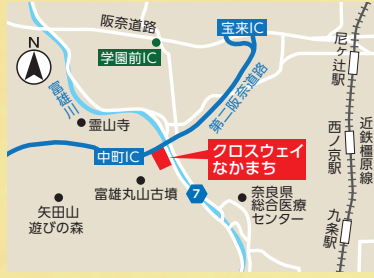 阪奈道路
宝来IC
N
学園前IC
尼ヶ辻駅
富雄川
霊山寺
第二阪奈道路
近鉄橿原線
西ノ京駅
中町IC
クロスウェイ
なかまち
富雄丸山古墳
7
奈良県
総合医療
センター
矢田山
遊びの森
九条駅